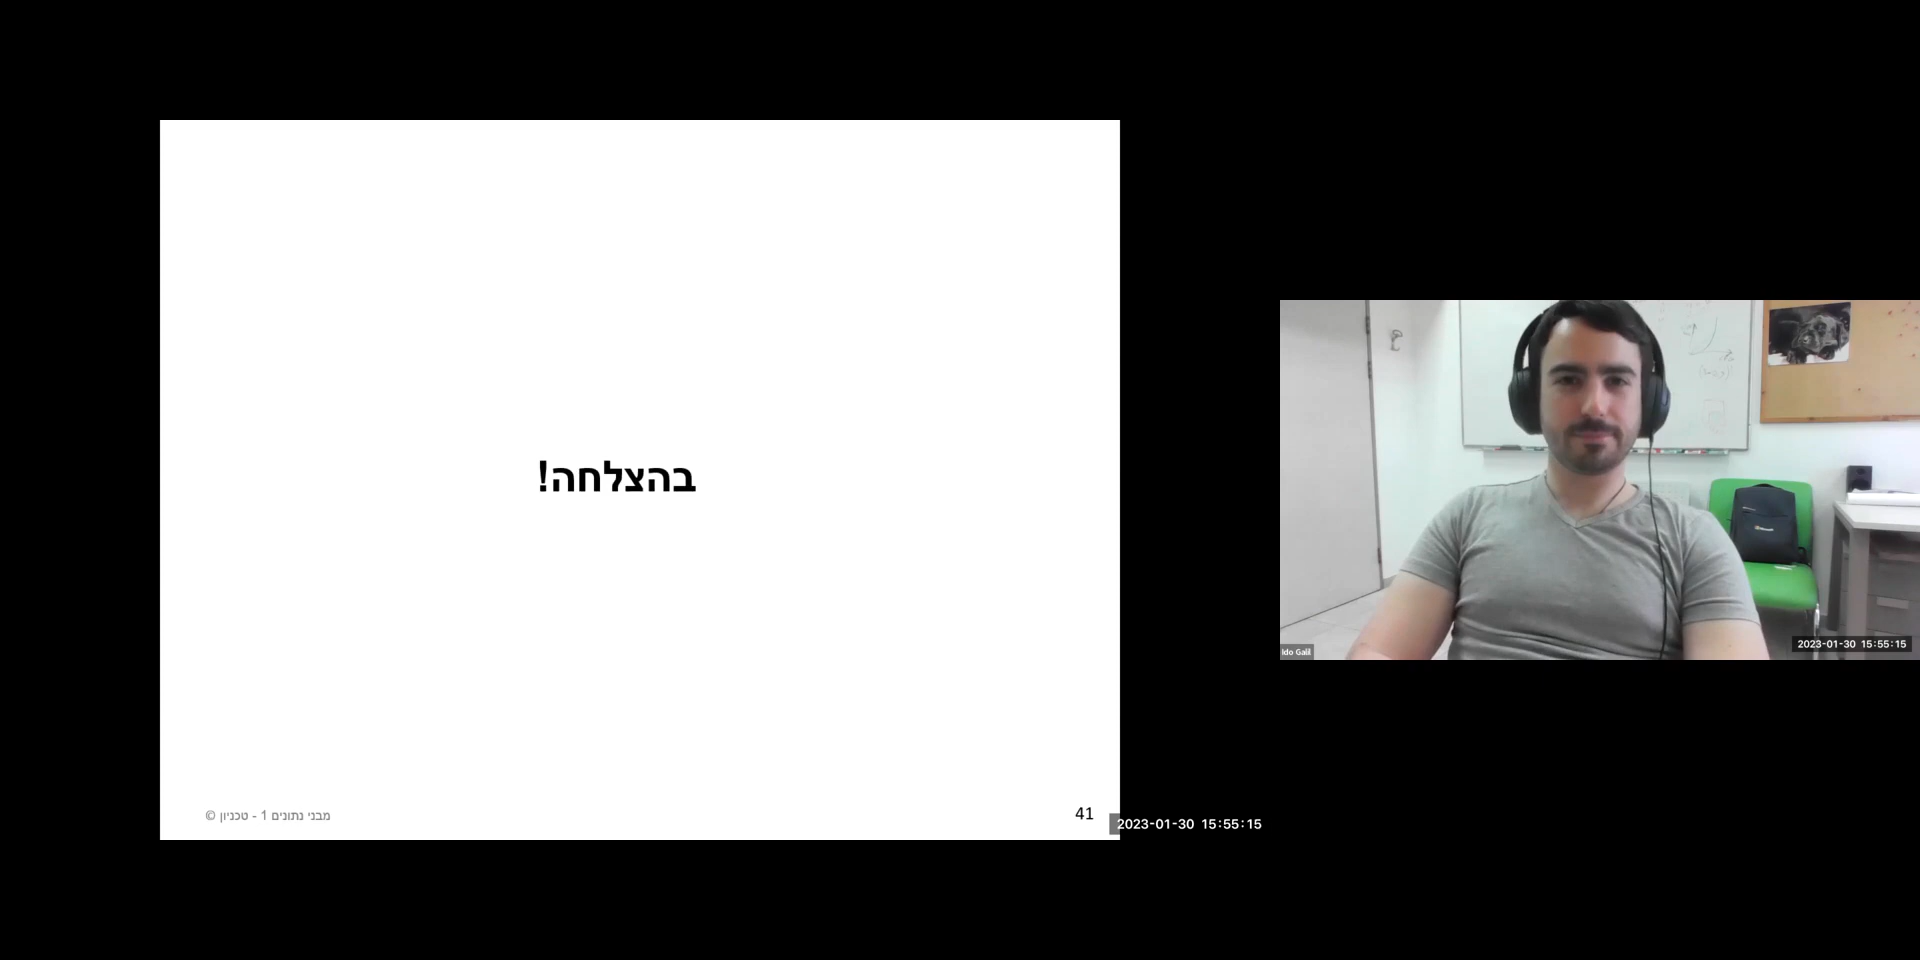 בהצלחה!
מבני נתונים 1 - טכניון ©
41
2023-01-30 15:55:15
Ido Galil
2023-01-30 15:55:15